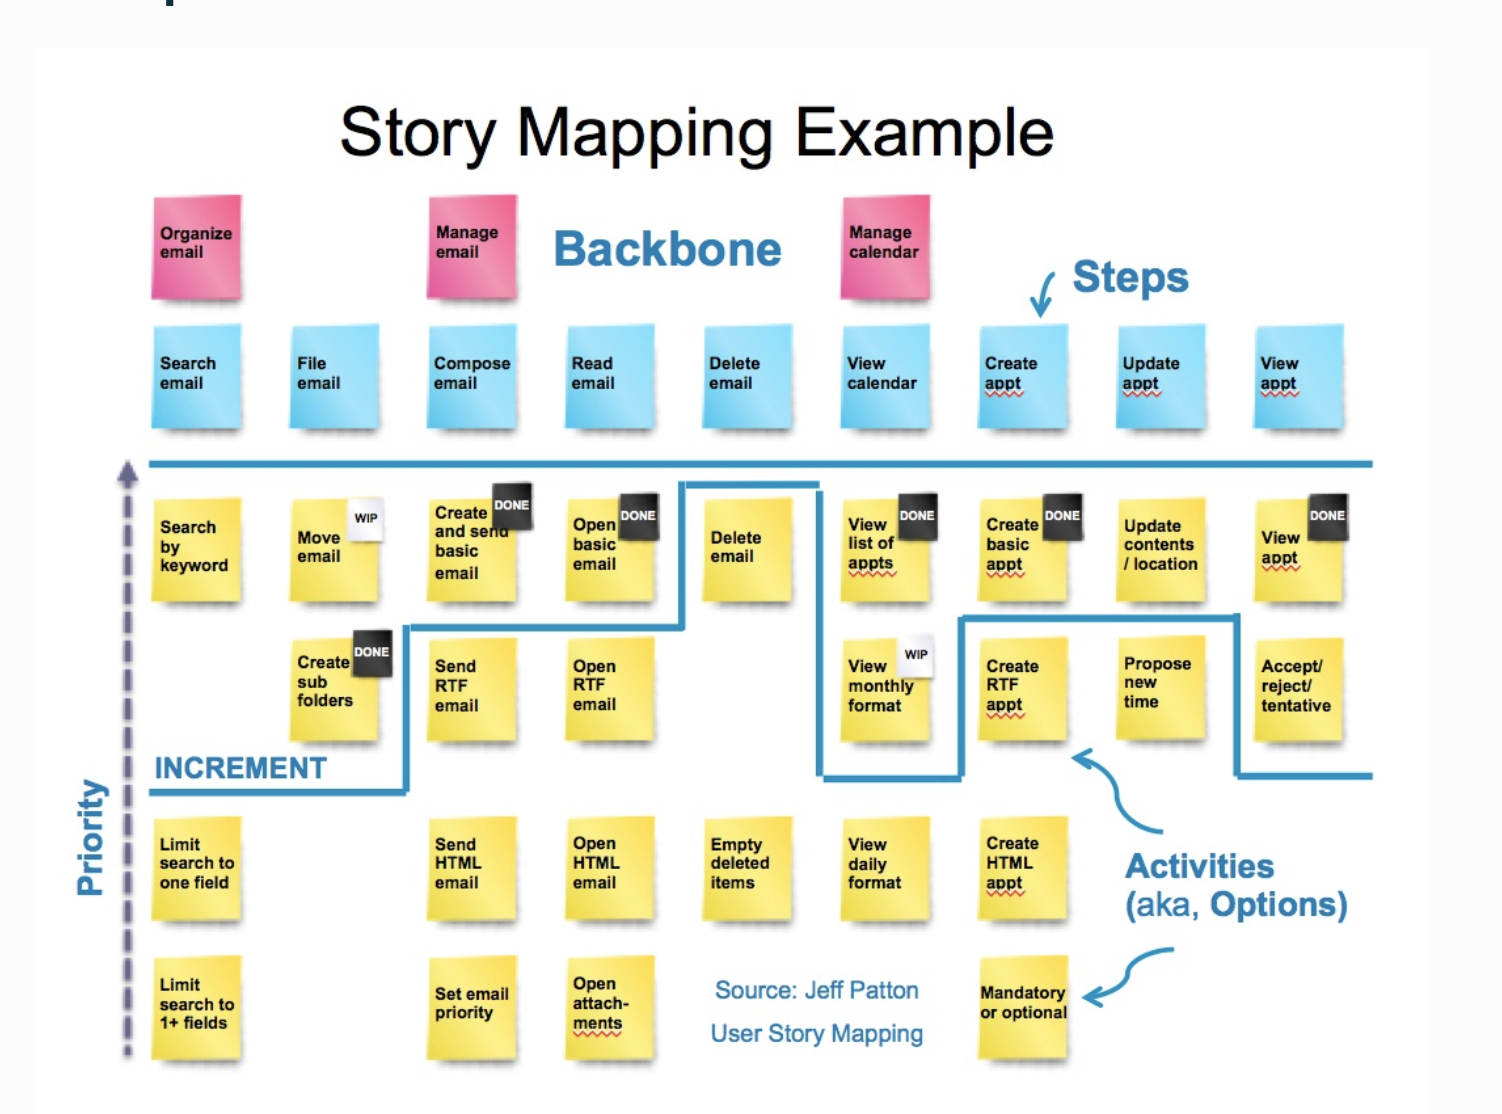 Story Mapping Example
Organize
email
Manage
email
Backbone
Manage
calendar
Steps
Search
email
File
email
Compose
email
Read
email
Delete
email
View
calendar
Create
appt
Update
appt
View
appt
Search
by
keyword
WIP
Move
email
DONE
Create
and send
basic
email
DONE
Open
basic
email
Delete
email
DONE
View
list of
appts
DONE
Create
basic
appt
Update
contents
/ location
DONE
View
appt
DONE
Create
sub
folders
Send
RTF
email
Open
RTF
email
WIP
View
monthly
format
Create
RTF
appt
Propose
new
time
Accept/
reject/
tentative
INCREMENT
Priority
Limit
search to
one field
Send
HTML
email
Open
HTML
email
Empty
deleted
items
View
daily
format
Create
HTML
appt
Activities
(aka, Options)
Limit
search to
1+ fields
Set email
priority
Open
attach-
ments
Source: Jeff Patton
User Story Mapping
Mandatory
or optional